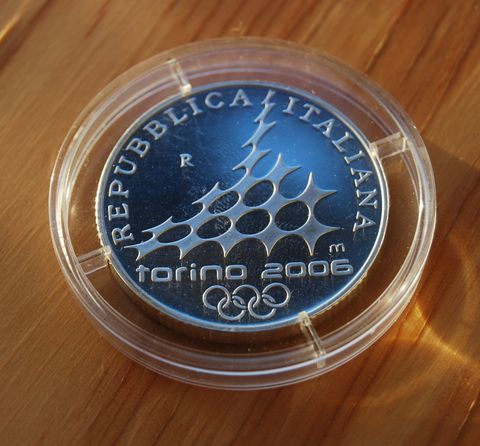 REPUBBLICA ITALIANA
R
m
torino 2006